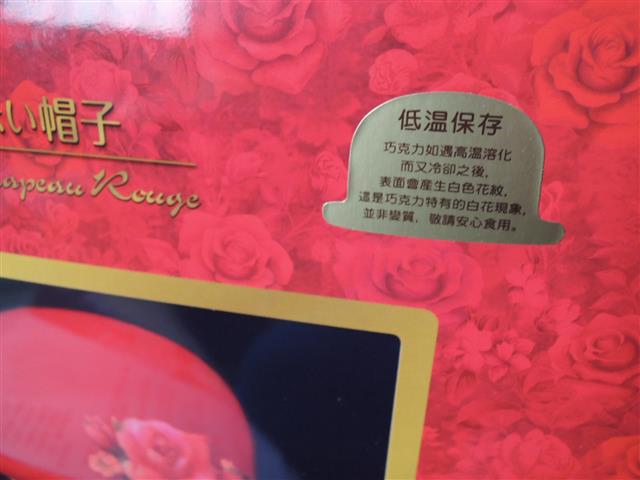 い帽子
apeau Rouge
低温保存
巧克力如遇高温溶化
而又冷卻之後,
表面會産生白色花紋,
這是巧克力特有的白花現象,
並非變質, 敬請安心食用。